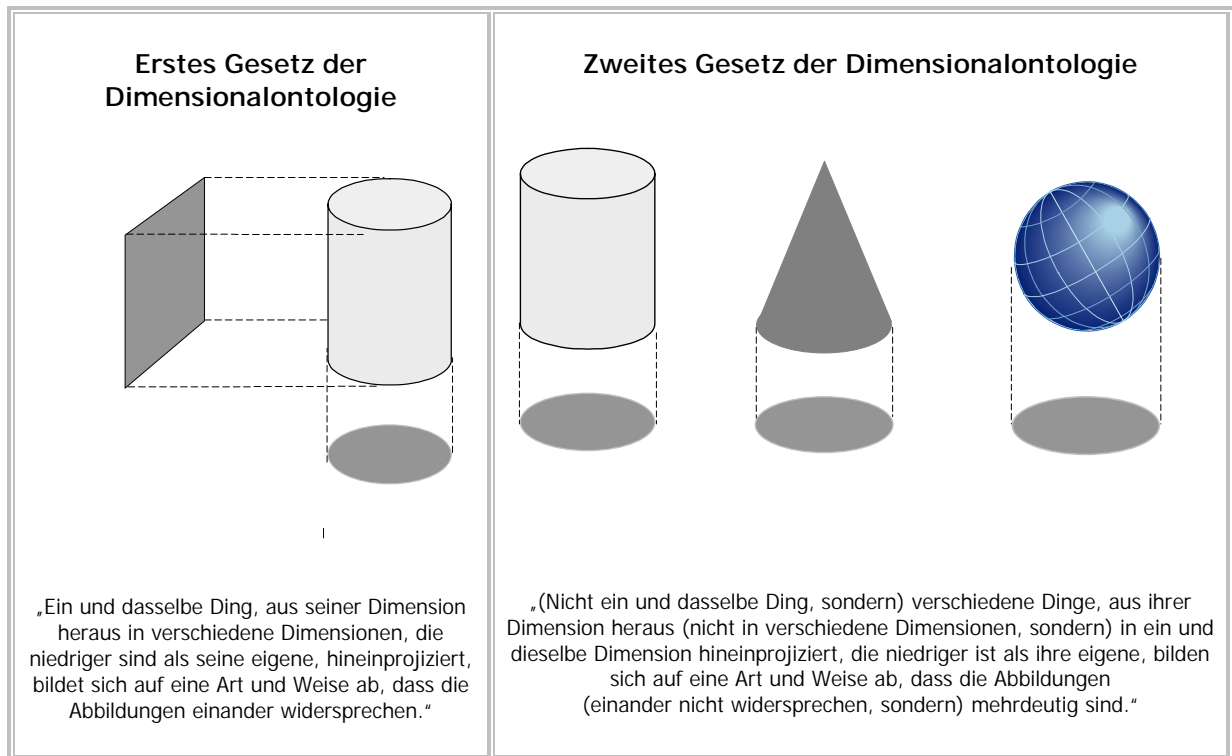 Erstes Gesetz der
Dimensionalontologie
„Ein und dasselbe Ding, aus seiner Dimension
heraus in verschiedene Dimensionen, die
niedriger sind als seine eigene, hineinprojiziert,
bildet sich auf eine Art und Weise ab, dass die
Abbildungen einander widersprechen.“
Zweites Gesetz der Dimensionalontologie
„(Nicht ein und dasselbe Ding, sondern) verschiedene Dinge, aus ihrer
Dimension heraus (nicht in verschiedene Dimensionen, sondern) in ein und
dieselbe Dimension hineinprojiziert, die niedriger ist als ihre eigene, bilden
sich auf eine Art und Weise ab, dass die Abbildungen
(einander nicht widersprechen, sondern) mehrdeutig sind.“